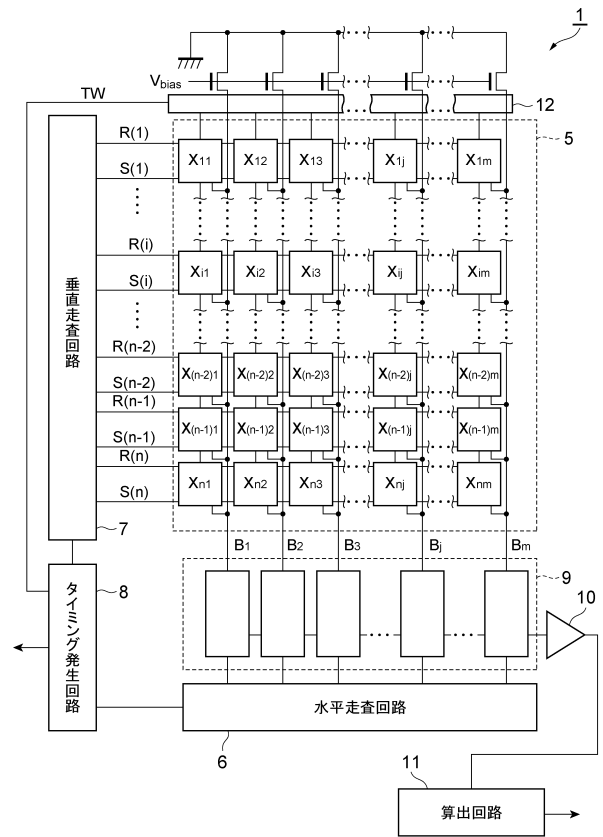 1
Vbias
TW
12
R(1)
5
X11 X12 X13 X1j X1m
S(1)
R(i)
Xi1 Xi2 Xi3 Xij Xim
S(i)
垂直走査回路
R(n-2)
X(n-2)1 X(n-2)2 X(n-2)3 X(n-2)j X(n-2)m
S(n-2)
R(n-1)
X(n-1)1 X(n-1)2 X(n-1)3 X(n-1)j X(n-1)m
S(n-1)
R(n)
Xn1 Xn2 Xn3 Xnj Xnm
S(n)
7
B1 B2 B3 Bj Bm
8
9
10
タイミング発生回路
水平走査回路
6
11
算出回路